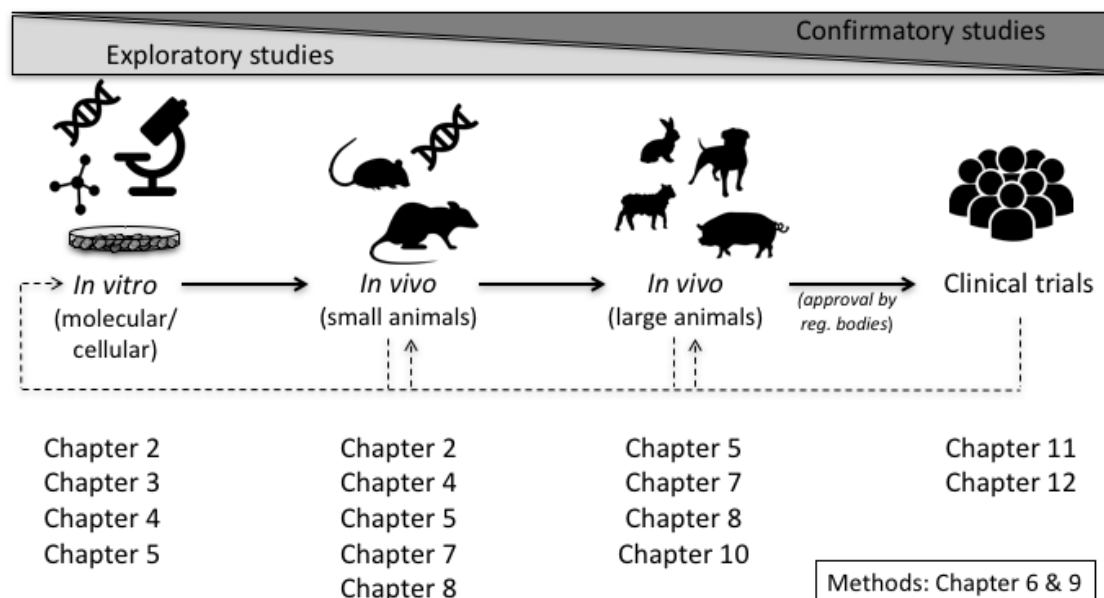 Confirmatory studies
Exploratory studies
In vitro
(molecular/
cellular)
In vivo
(small animals)
In vivo
(large animals)
(approval by
reg. bodies)
Clinical trials
Chapter 2
Chapter 3
Chapter 4
Chapter 5
Chapter 2
Chapter 4
Chapter 5
Chapter 7
Chapter 8
Chapter 5
Chapter 7
Chapter 8
Chapter 10
Chapter 11
Chapter 12
Methods: Chapter 6 & 9